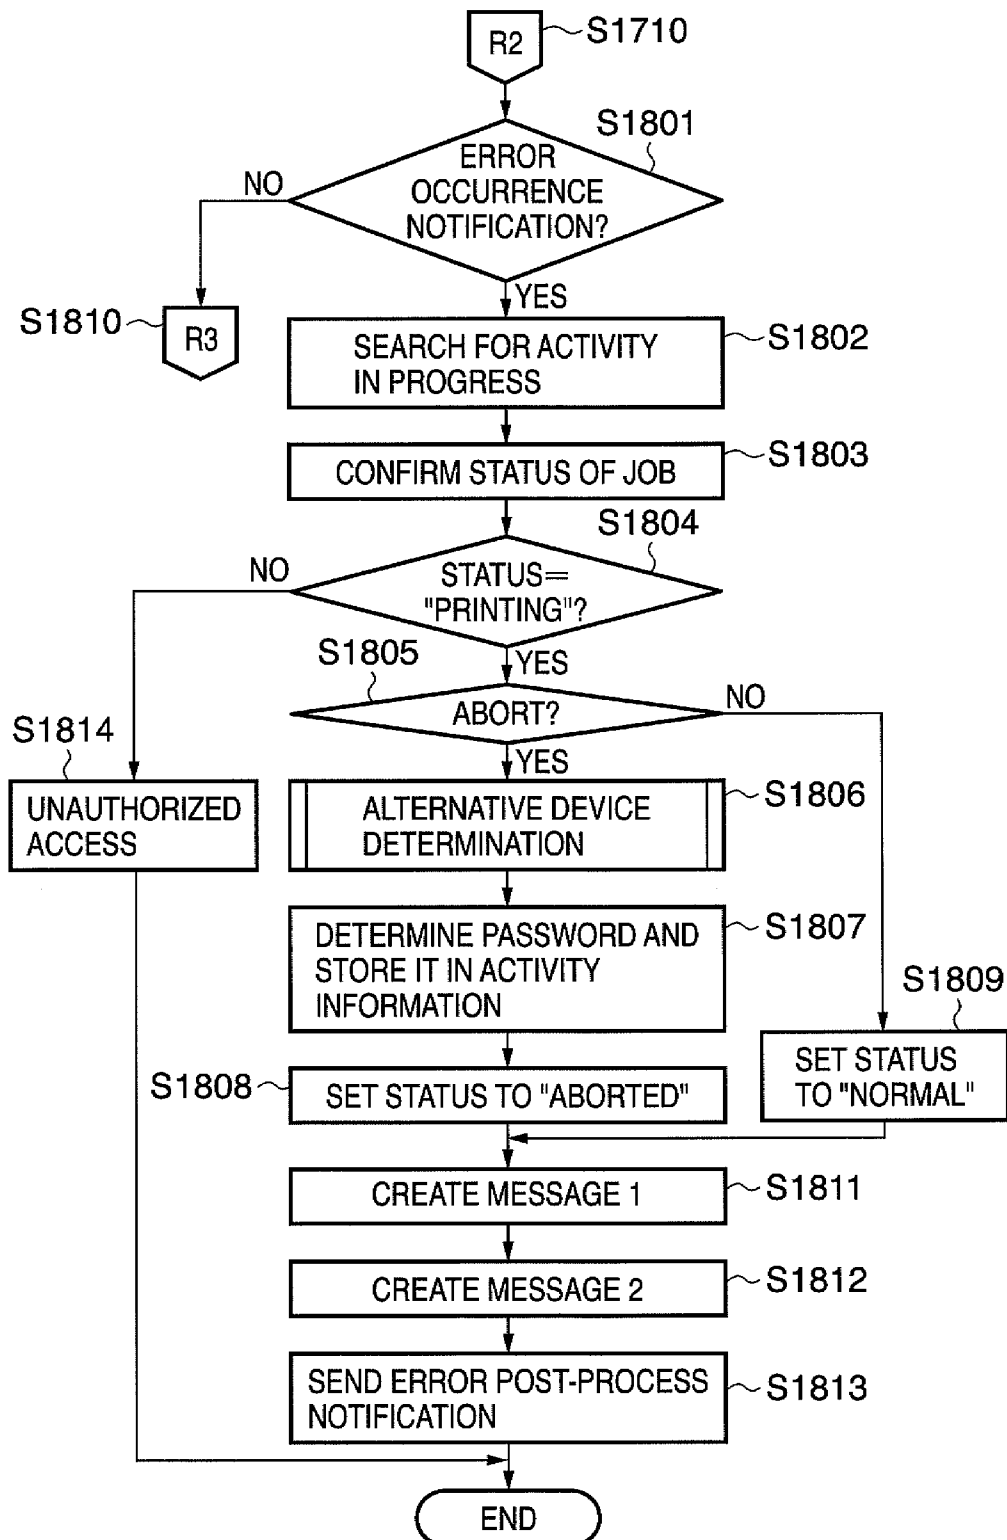 R2
S1710
S1801
ERROR
OCCURRENCE
NOTIFICATION?
NO
YES
S1810
R3
SEARCH FOR ACTIVITY
IN PROGRESS
S1802
CONFIRM STATUS OF JOB
S1803
S1804
NO
STATUS=
"PRINTING"?
YES
S1805
ABORT?
NO
YES
S1814
UNAUTHORIZED
ACCESS
ALTERNATIVE DEVICE
DETERMINATION
S1806
DETERMINE PASSWORD AND
STORE IT IN ACTIVITY
INFORMATION
S1807
S1809
SET STATUS
TO "NORMAL"
S1808
SET STATUS TO "ABORTED"
CREATE MESSAGE 1
S1811
CREATE MESSAGE 2
S1812
SEND ERROR POST-PROCESS
NOTIFICATION
S1813
END